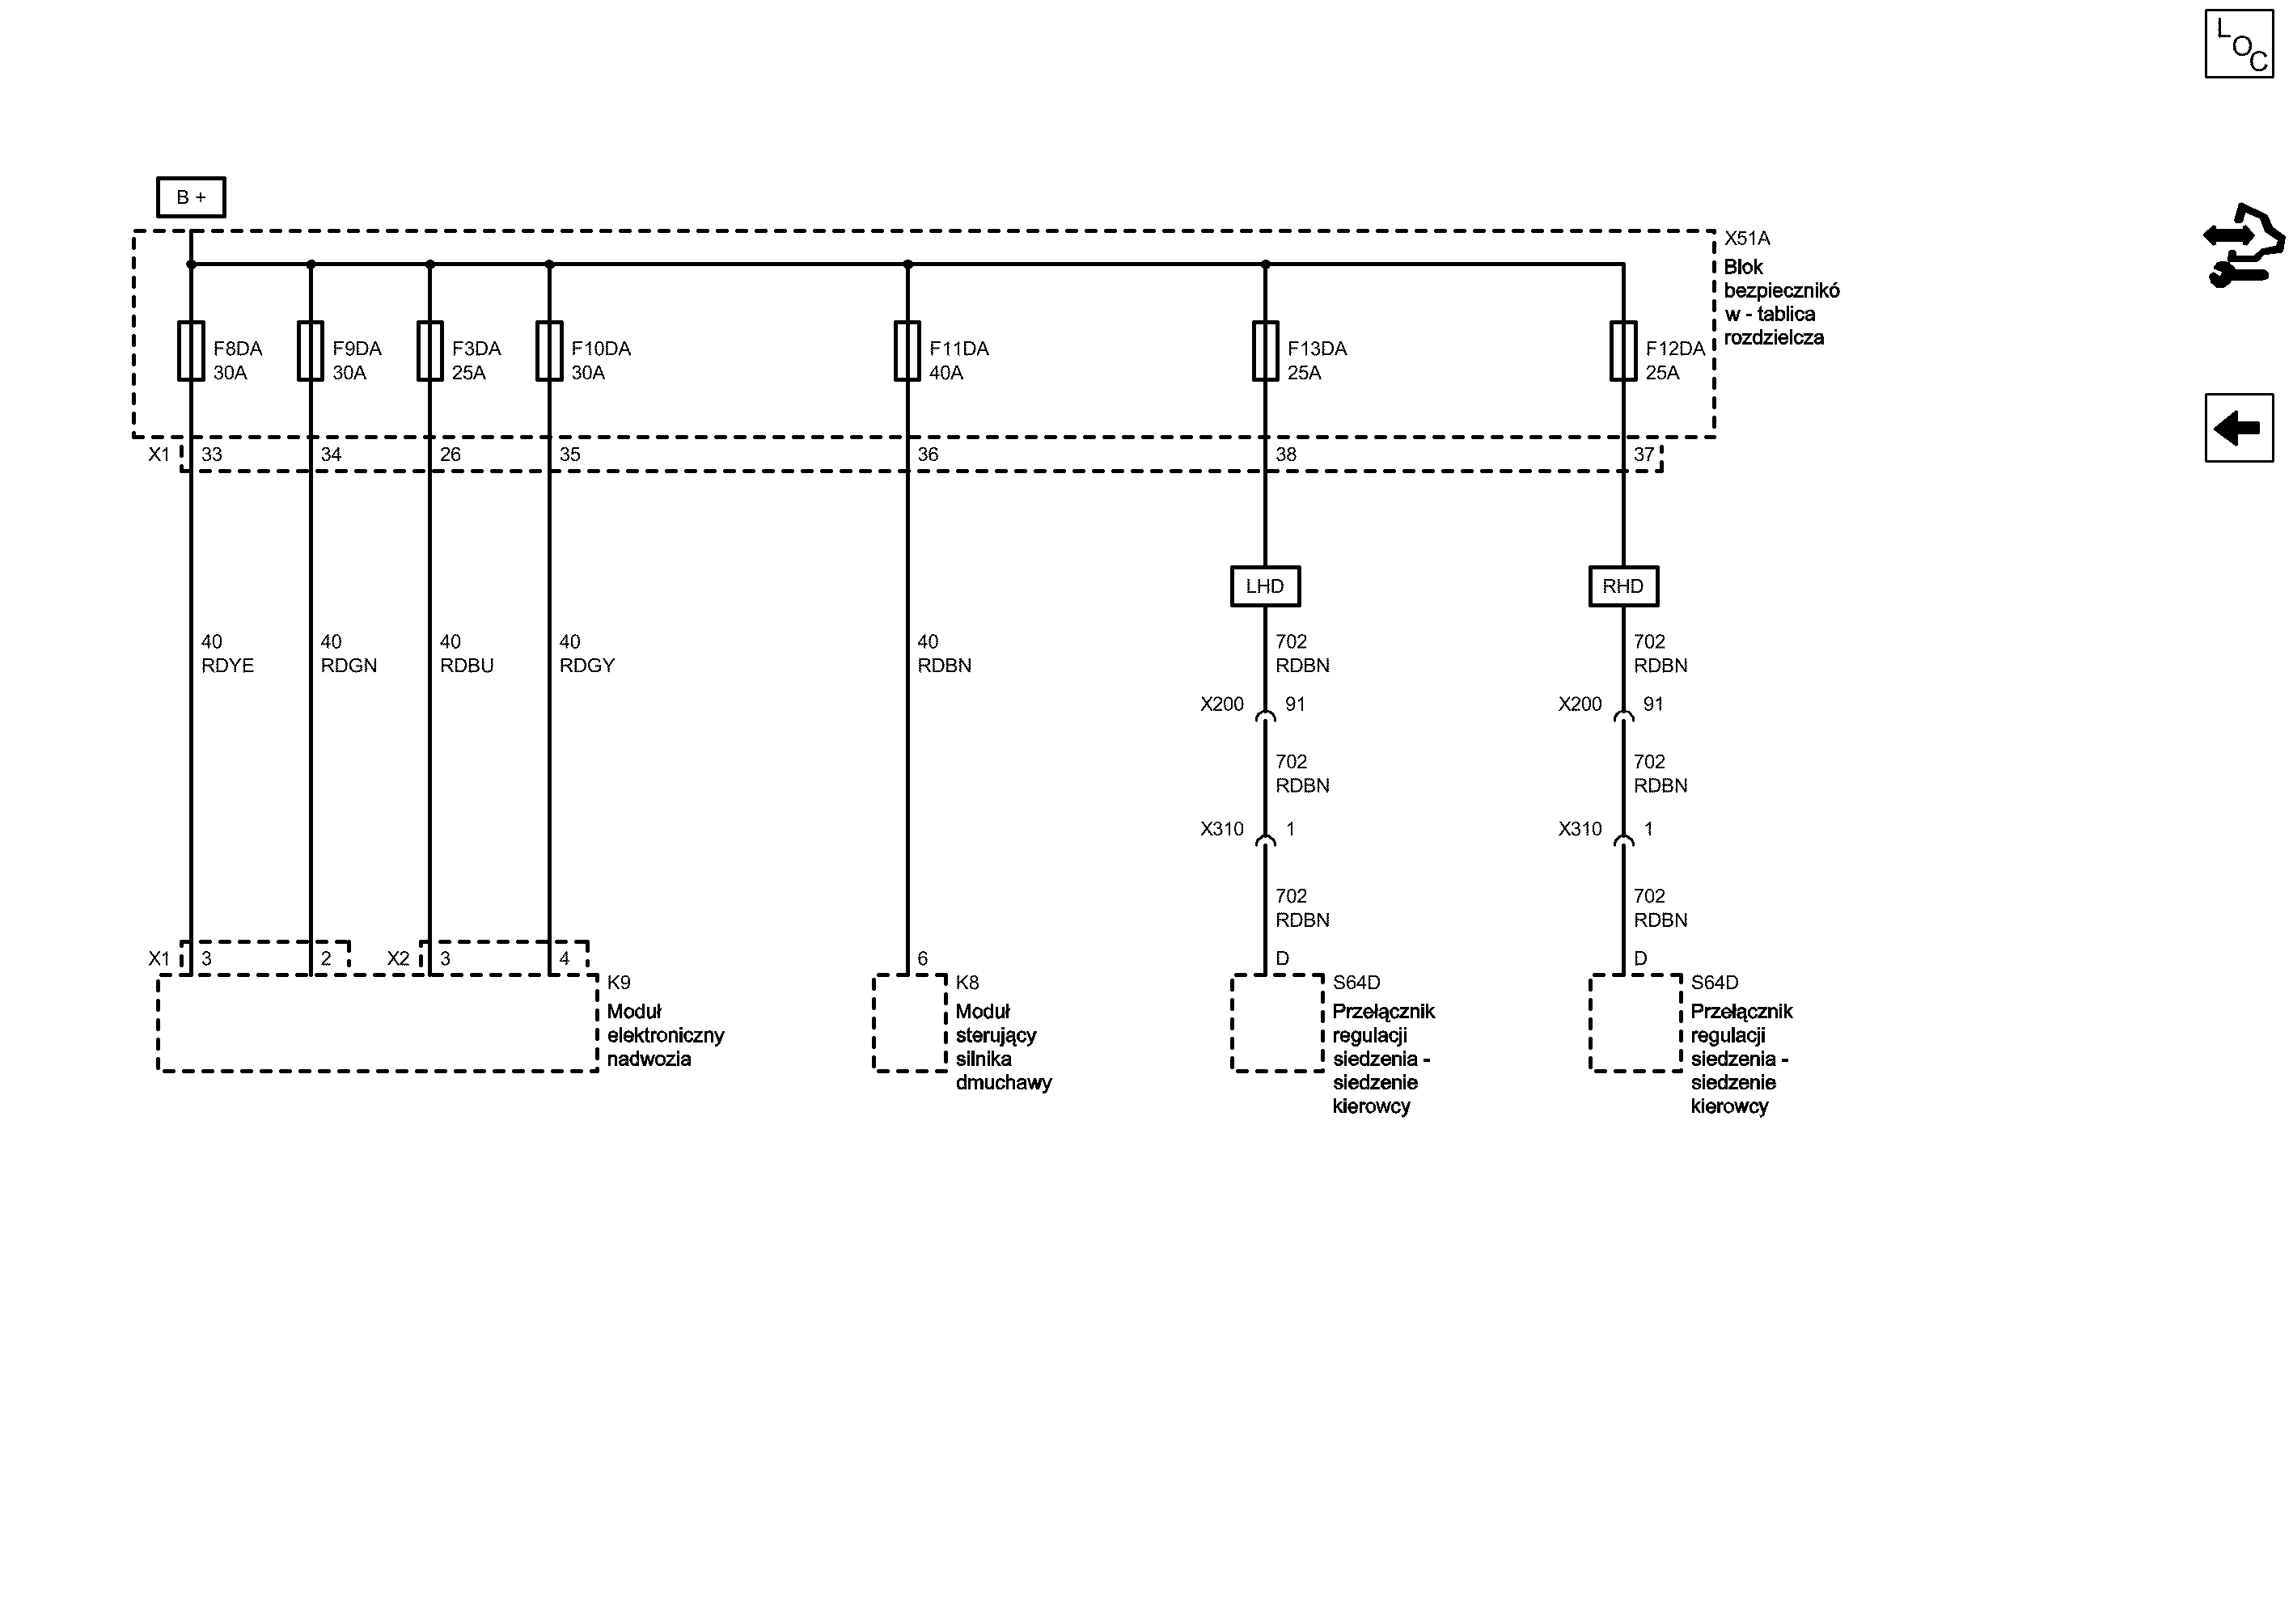 LOC
B +
X51A
Blok
bezpiecznikó
w - tablica
rozdzielcza
F8DA
30A
F9DA
30A
F3DA
25A
F10DA
30A
F11DA
40A
F13DA
25A
F12DA
25A
X1 33 34 26 35 36 38 37
LHD RHD
40
RDYE
40
RDGN
40
RDBU
40
RDGY
40
RDBN
702
RDBN
702
RDBN
X200 91 X200 91
702
RDBN
702
RDBN
X310 1 X310 1
702
RDBN
702
RDBN
X1 3 2 X2 3 4 6 D D
K9
Moduł
elektroniczny
nadwozia
K8
Moduł
sterujący
silnika
dmuchawy
S64D
Przełącznik
regulacji
siedzenia -
siedzenie
kierowcy
S64D
Przełącznik
regulacji
siedzenia -
siedzenie
kierowcy